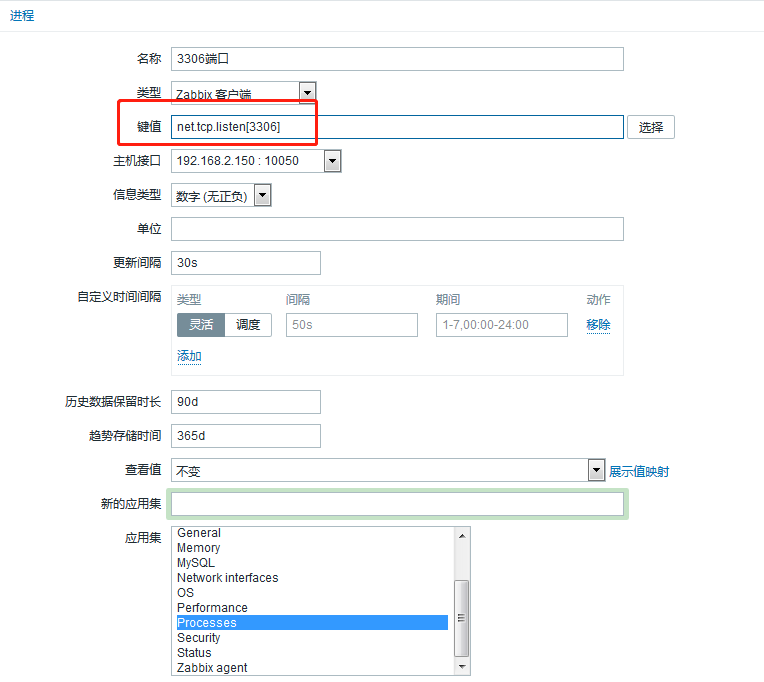 进程
名称 3306端口
类型 Zabbix 客户端
键值 net.tcp.listen[3306] 选择
主机接口 192.168.2.150 : 10050
信息类型 数字 (无正负)
单位
更新间隔 30s
自定义时间间隔 类型 间隔 期间 动作
灵活 调度 50s 1-7,00:00-24:00 移除
添加
历史数据保留时长 90d
趋势存储时间 365d
查看值 不变 展示值映射
新的应用集
应用集 General
Memory
MySQL
Network interfaces
OS
Performance
Processes
Security
Status
Zabbix agent